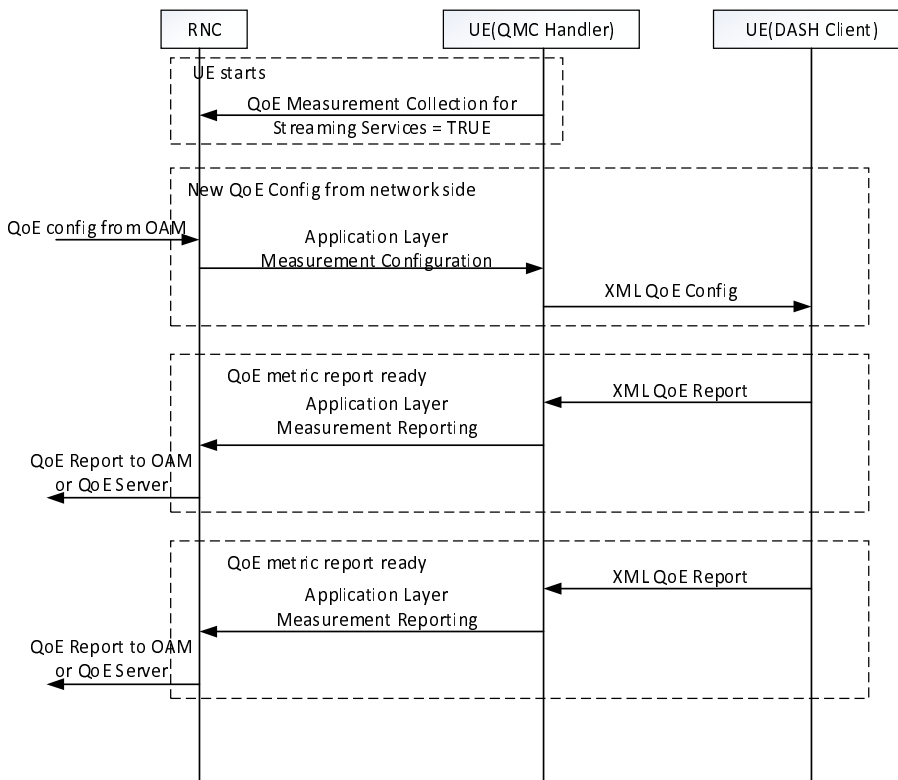 RNC
UE(QMC Handler)
UE(DASH Client)
UE starts
QoE Measurement Collection for
Streaming Services = TRUE
New QoE Config from network side
QoE config from OAM
Application Layer
Measurement Configuration
XML QoE Config
QoE metric report ready
XML QoE Report
Application Layer
Measurement Reporting
QoE Report to OAM
or QoE Server
QoE metric report ready
XML QoE Report
Application Layer
Measurement Reporting
QoE Report to OAM
or QoE Server